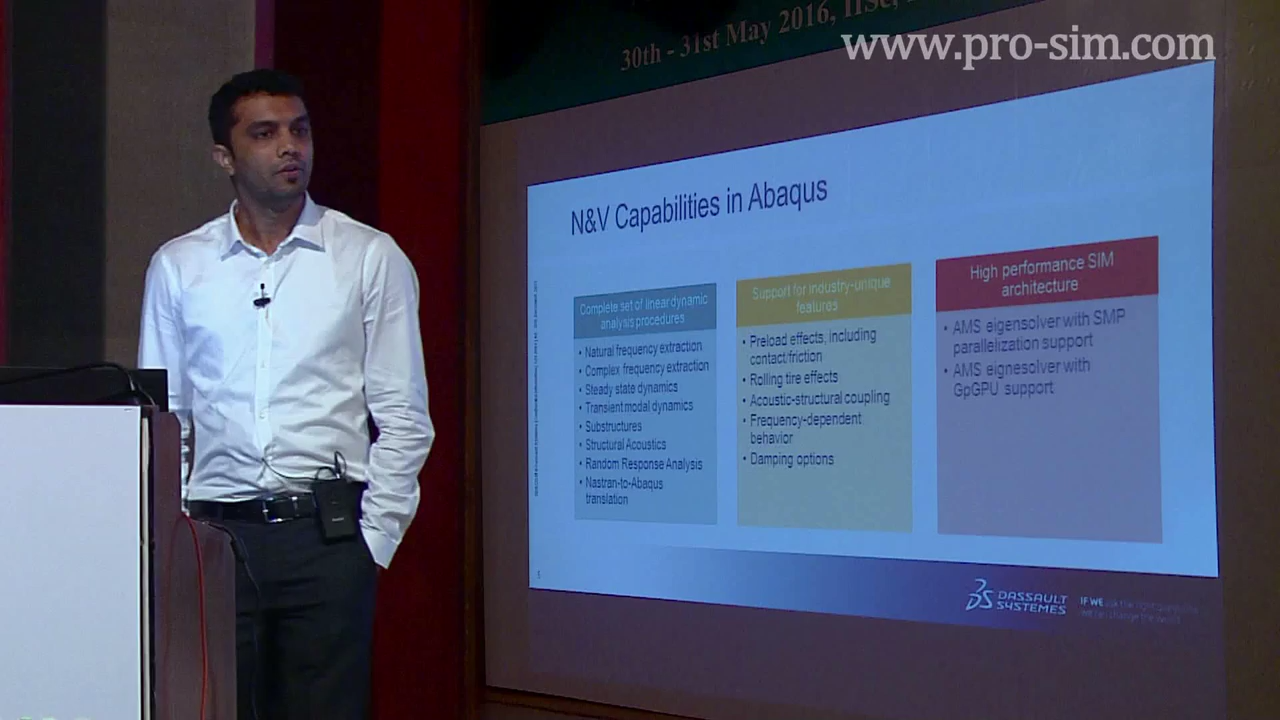 30th - 31st May 2016, IISc,
www.pro-sim.com
N&V Capabilities in Abaqus
Complete set of linear dynamic
analysis procedures
• Natural frequency extraction
• Complex frequency extraction
• Steady state dynamics
• Transient modal dynamics
• Substructures
• Structural Acoustics
• Random Response Analysis
• Nastran-to-Abaqus
translation
Support for industry-unique
features
• Preload effects, including
contact/friction
• Rolling tire effects
• Acoustic-structural coupling
• Frequency-dependent
behavior
• Damping options
High performance SIM
architecture
• AMS eigensolver with SMP
parallelization support
• AMS eignesolver with
GpGPU support
DASSAULT
SYSTEMES
IF WE